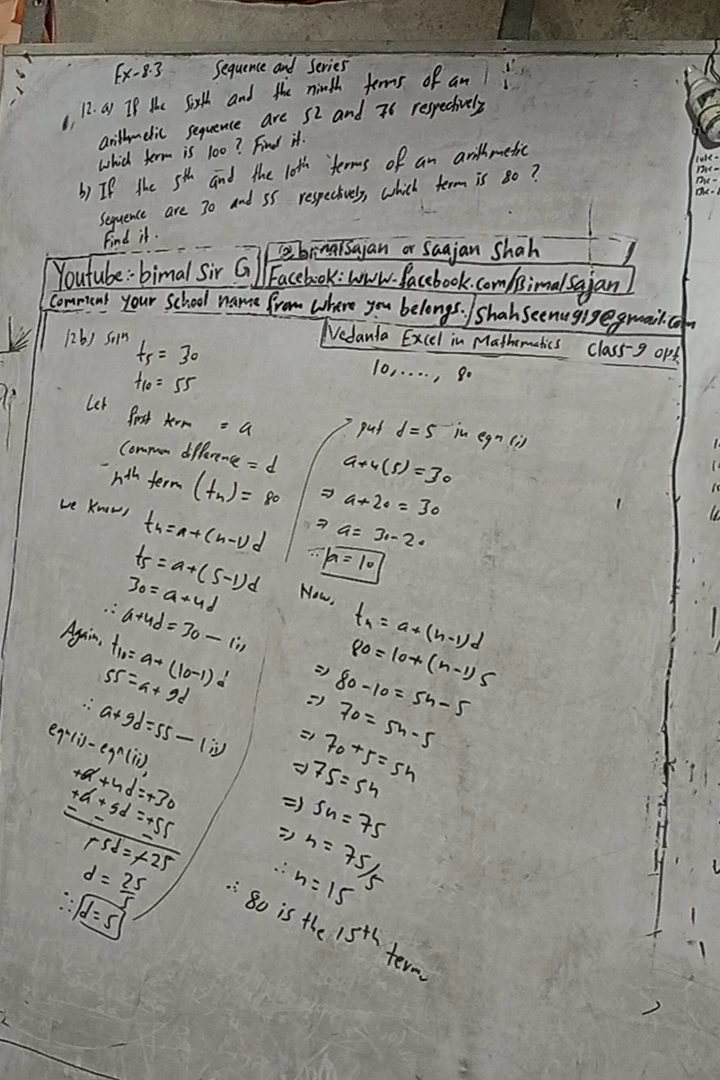 Ex-8.3 Sequence and Series
12. a) If the sixth and the ninth terms of an
arithmetic sequence are 52 and 76 respectively
which term is 100? Find it.
b) If the 5th and the 10th terms of an arithmetic
sequence are 30 and 55 respectively, which term is 80?
Find it.
@bimalsajan or Saajan Shah
Youtube:- bimal Sir G
Facebook: www.facebook.com/Bimalsajan
Comment your School name from where you belongs.
shahseenu919@gmail.com
Vedanta Excel in Mathematics Class-9 opt
12b) Soln
t5 = 30
t10 = 55
Let
first term = a
Common difference = d
nth term (tn) = 80
we know,
tn = a+(n-1)d
t5 = a+(5-1)d
30 = a+4d
∴ a+4d = 30 — (i)
Again, t10 = a+(10-1)d
55 = a+9d
∴ a+9d = 55 — (ii)
eqn(i) - eqn(ii),
+a+4d = +30
+a+9d = +55
- - -
-5d = -25
d = 25/5
∴ d = 5
10, ...., 80
put d = 5 in eqn (i)
a+4(5) = 30
⇒ a+20 = 30
⇒ a = 30-20
∴ a = 10
Now,
tn = a+(n-1)d
80 = 10+(n-1)5
⇒ 80-10 = 5n-5
⇒ 70 = 5n-5
⇒ 70+5 = 5n
⇒ 75 = 5n
⇒ 5n = 75
⇒ n = 75/5
∴ n = 15
∴ 80 is the 15th term